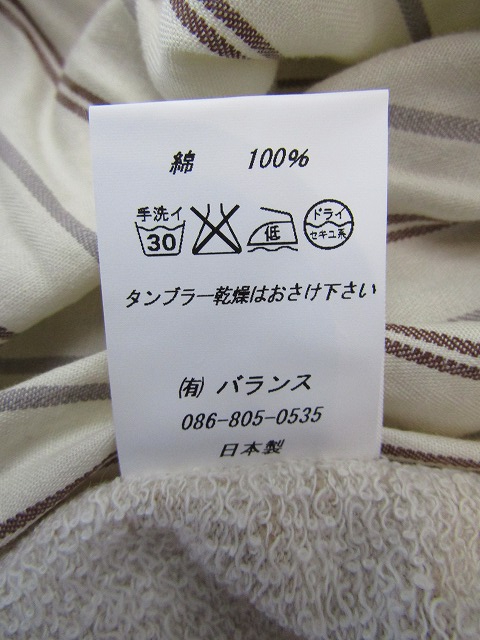 綿 100%
手洗イ
30
低
ドライ
セキユ系
タンブラー乾燥はおさけ下さい
㈲ バランス
086-805-0535
日本製